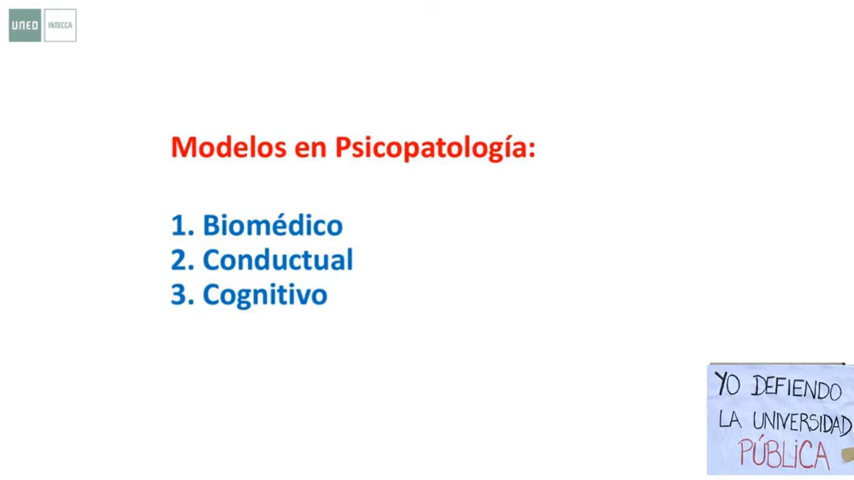 UNED INTECCA
Modelos en Psicopatología:
1. Biomédico
2. Conductual
3. Cognitivo
YO DEFIENDO
LA UNIVERSIDAD
PÚBLICA